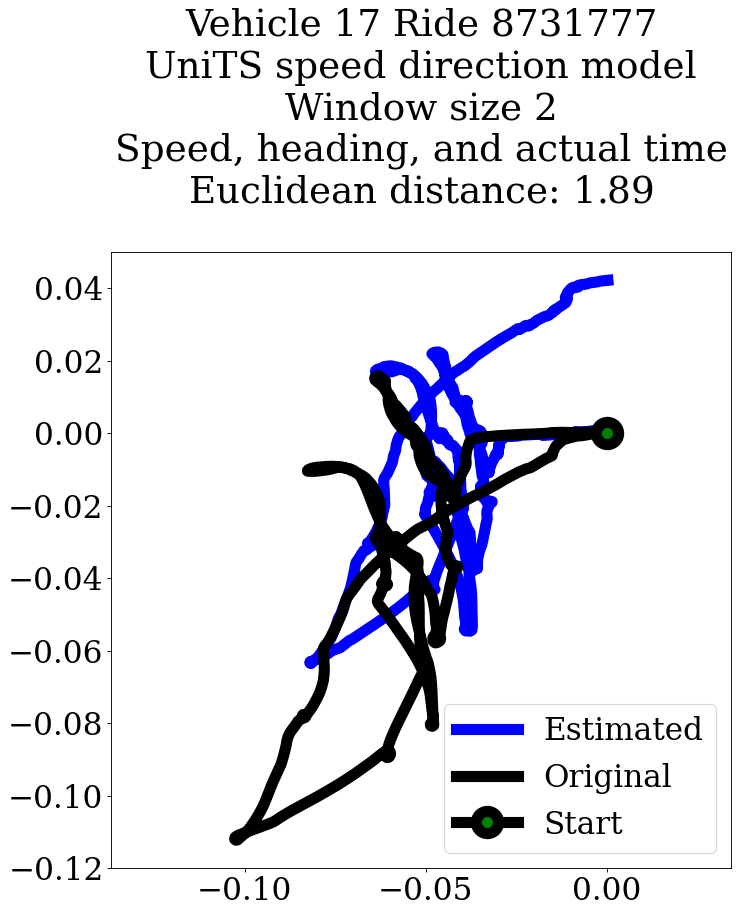 Vehicle 17 Ride 8731777
UniTS speed direction model
Window size 2
Speed, heading, and actual time
Euclidean distance: 1.89
0.04
0.02
0.00
−0.02
−0.04
−0.06
−0.08
−0.10
−0.12
Estimated
Original
Start
−0.10 −0.05 0.00